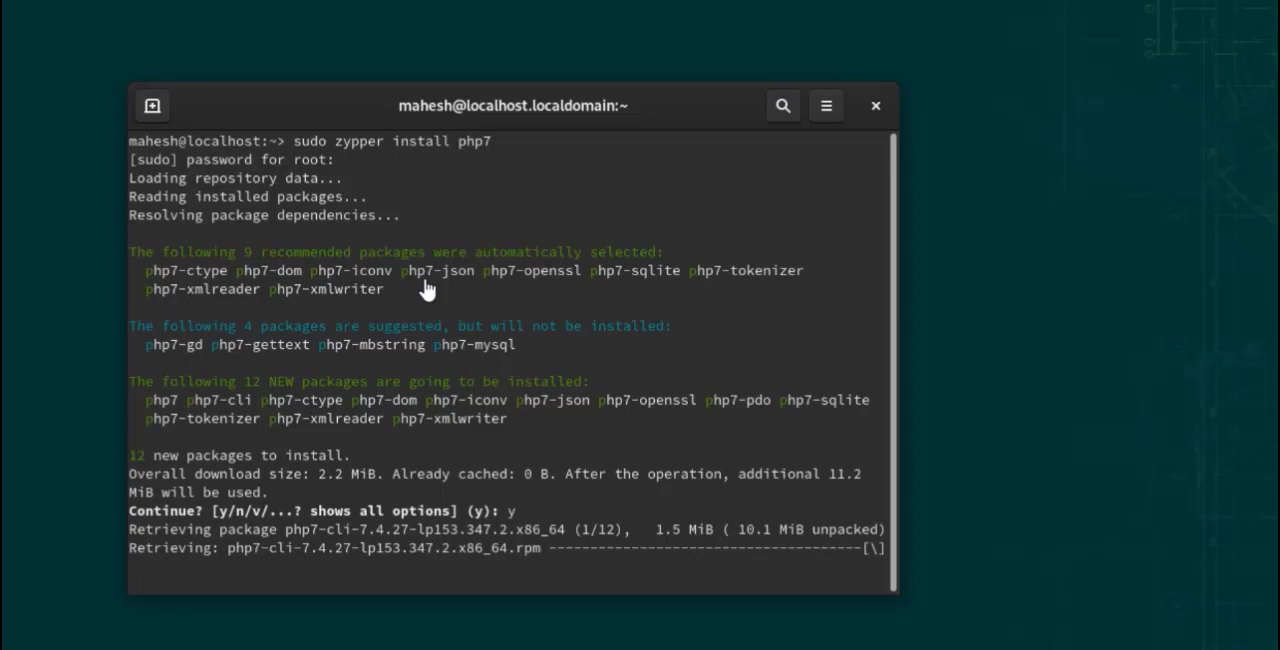 mahesh@localhost.localdomain:~
mahesh@localhost:~> sudo zypper install php7
[sudo] password for root:
Loading repository data...
Reading installed packages...
Resolving package dependencies...
The following 9 recommended packages were automatically selected:
php7-ctype php7-dom php7-iconv php7-json php7-openssl php7-sqlite php7-tokenizer
php7-xmlreader php7-xmlwriter
The following 4 packages are suggested, but will not be installed:
php7-gd php7-gettext php7-mbstring php7-mysql
The following 12 NEW packages are going to be installed:
php7 php7-cli php7-ctype php7-dom php7-iconv php7-json php7-openssl php7-pdo php7-sqlite
php7-tokenizer php7-xmlreader php7-xmlwriter
12 new packages to install.
Overall download size: 2.2 MiB. Already cached: 0 B. After the operation, additional 11.2
MiB will be used.
Continue? [y/n/v/...? shows all options] (y): y
Retrieving package php7-cli-7.4.27-lp153.347.2.x86_64 (1/12),   1.5 MiB ( 10.1 MiB unpacked)
Retrieving: php7-cli-7.4.27-lp153.347.2.x86_64.rpm --------------------------------------[\]